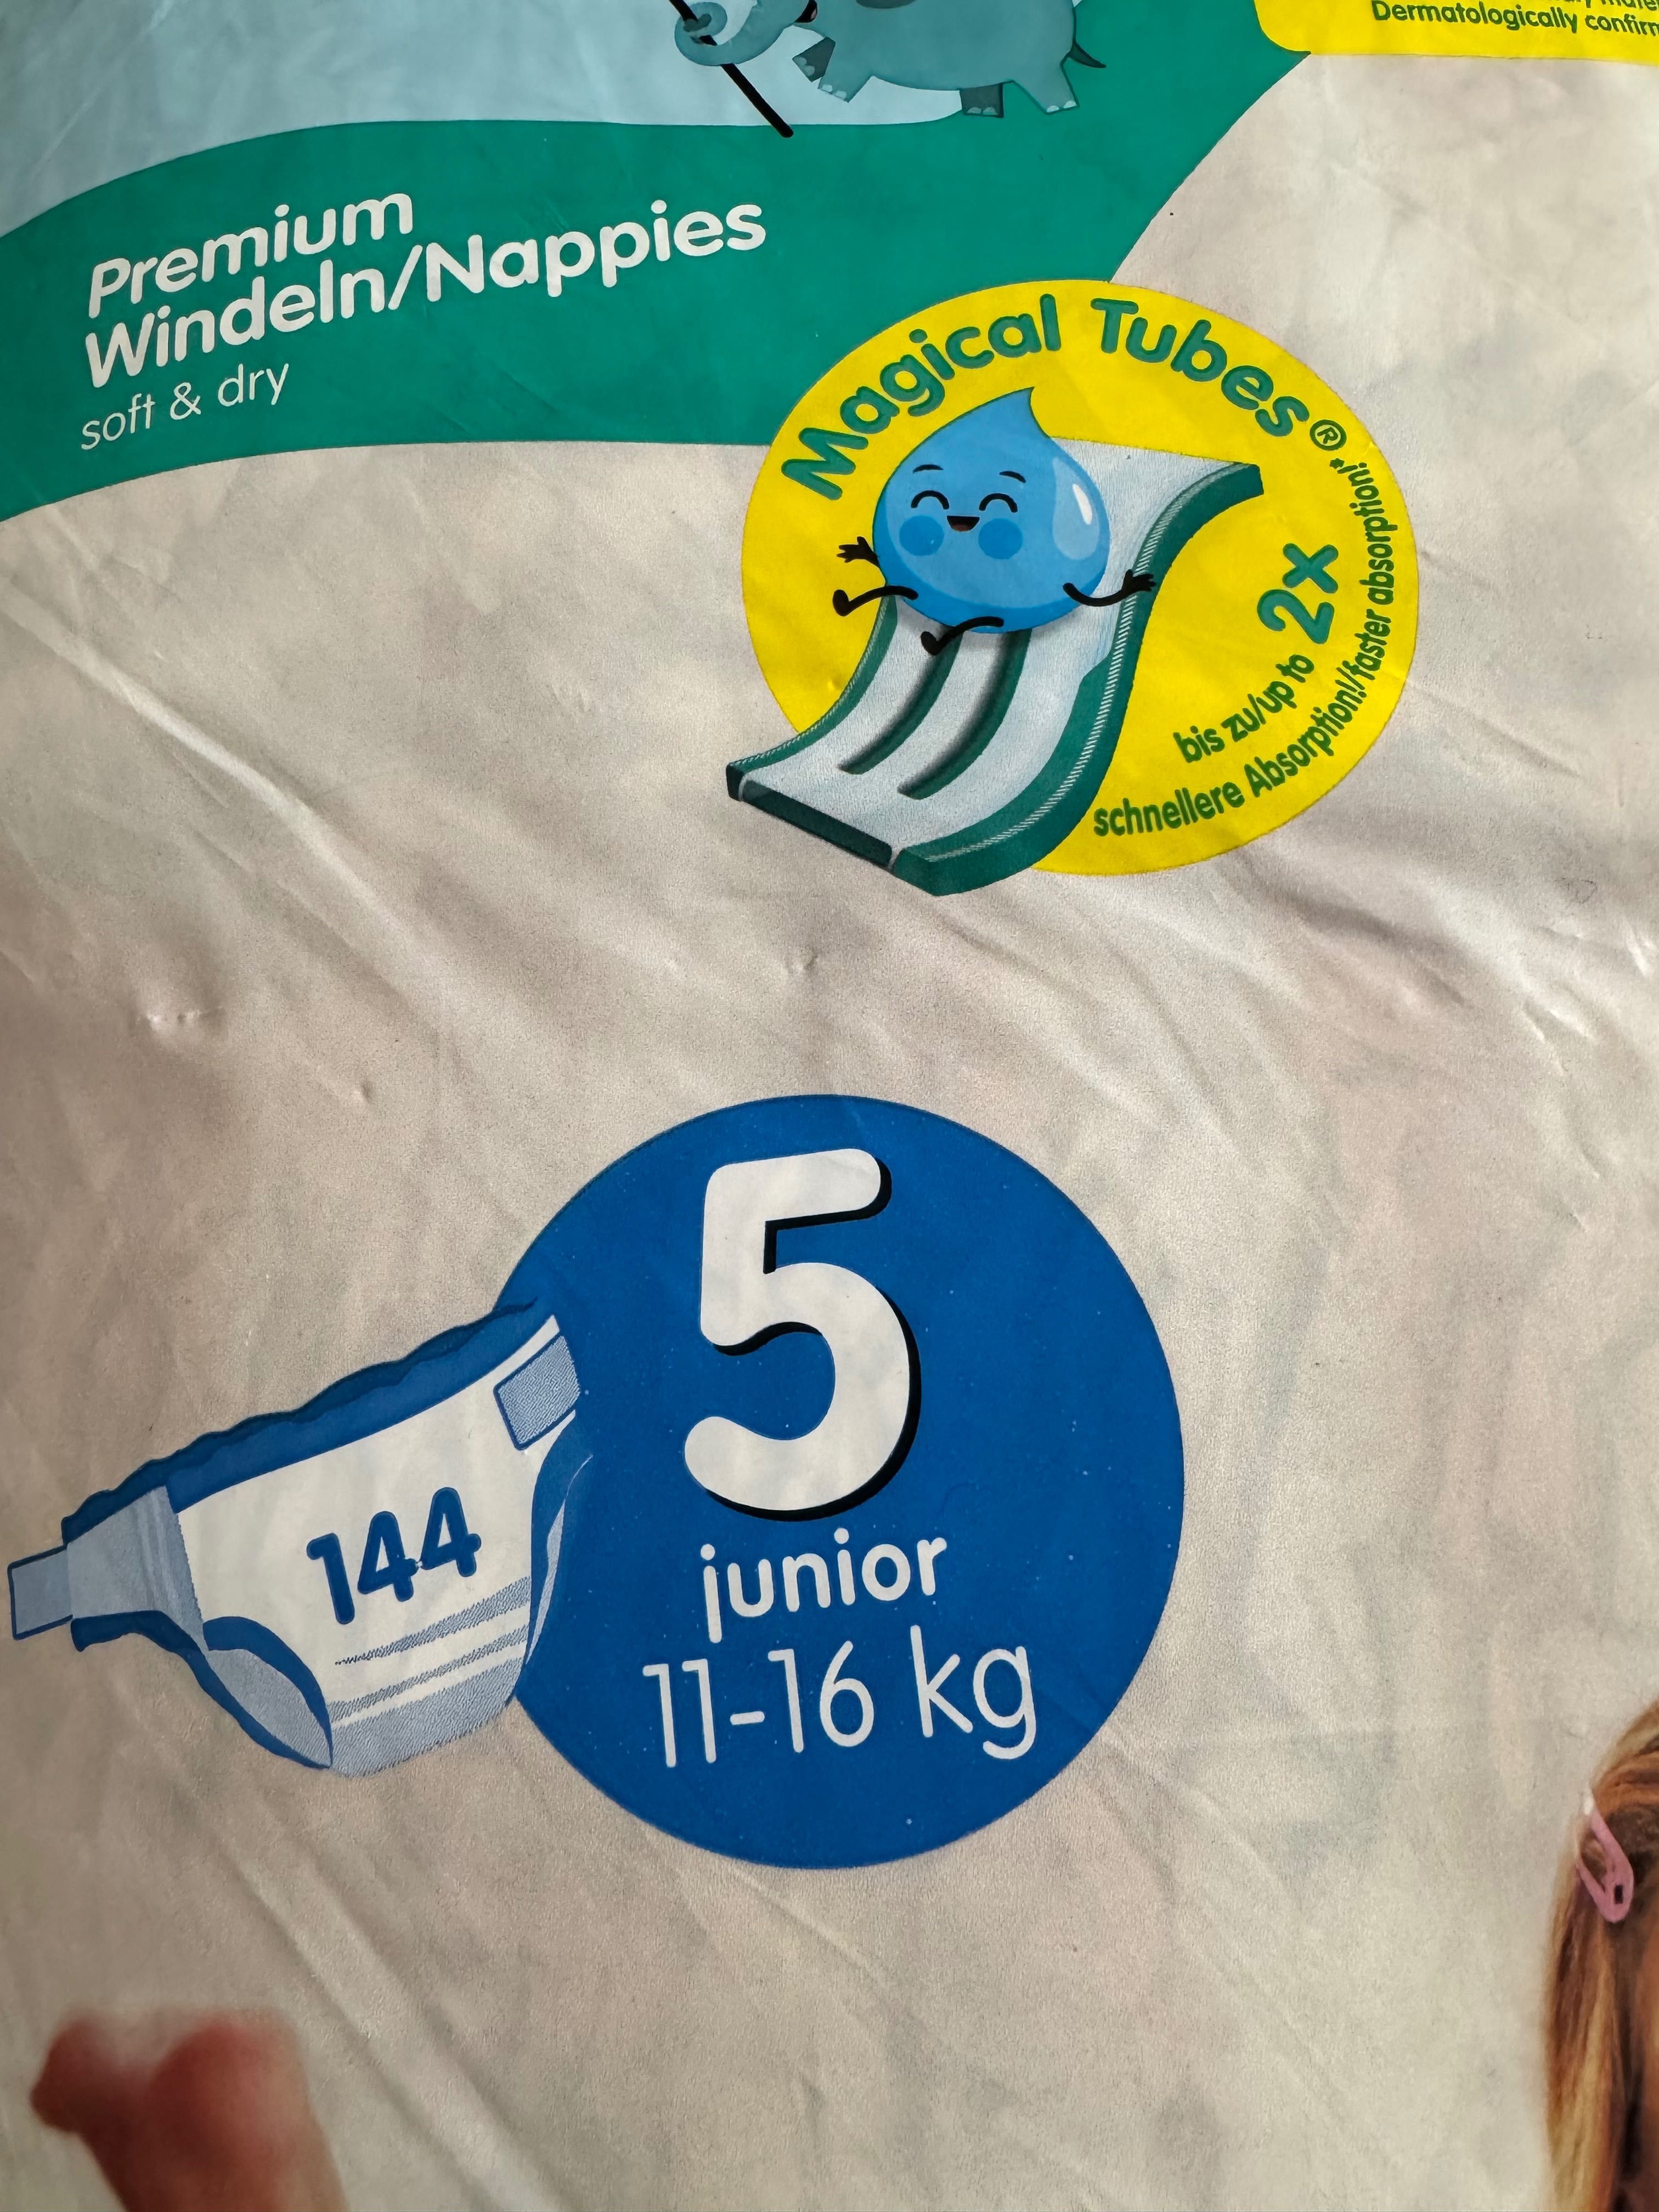 Dermatologically
Premium
Windeln/Nappies
soft & dry
Magical Tubes®
bis zu/up to 2x
schnellere Absorption!/faster absorption!*
144
5
junior
11-16 kg